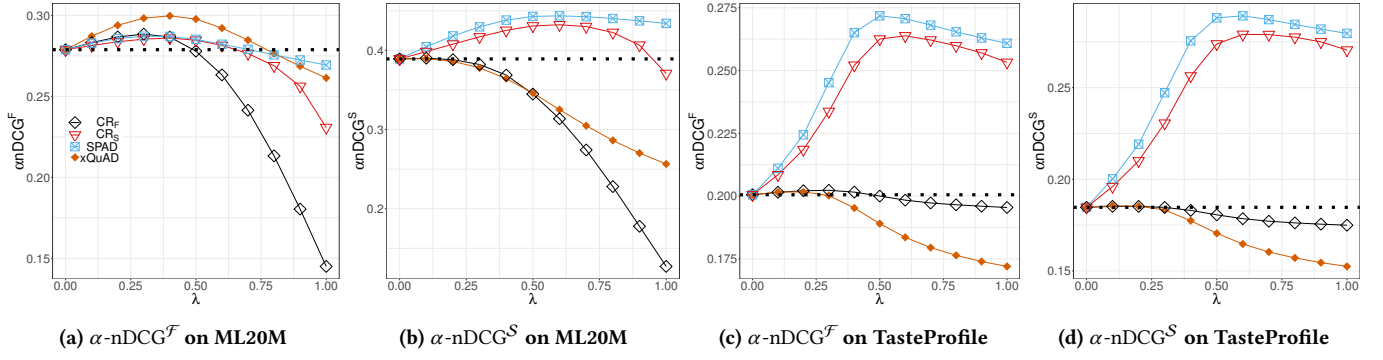 αnDCG^F
0.30
0.25
0.20
0.15
CR_F
CR_S
SPAD
xQuAD
0.00 0.25 0.50 0.75 1.00
λ
(a) α-nDCG^ℱ on ML20M
αnDCG^S
0.4
0.3
0.2
0.00 0.25 0.50 0.75 1.00
λ
(b) α-nDCG^𝒮 on ML20M
αnDCG^F
0.275
0.250
0.225
0.200
0.175
0.00 0.25 0.50 0.75 1.00
λ
(c) α-nDCG^ℱ on TasteProfile
αnDCG^S
0.25
0.20
0.15
0.00 0.25 0.50 0.75 1.00
λ
(d) α-nDCG^𝒮 on TasteProfile